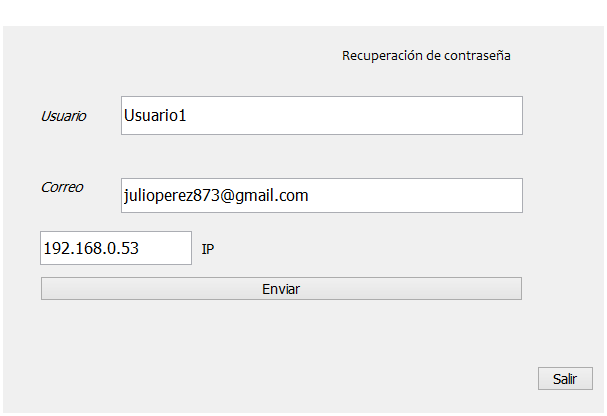 Recuperación de contraseña
Usuario Usuario1
Correo julioperez873@gmail.com
192.168.0.53 IP
Enviar
Salir